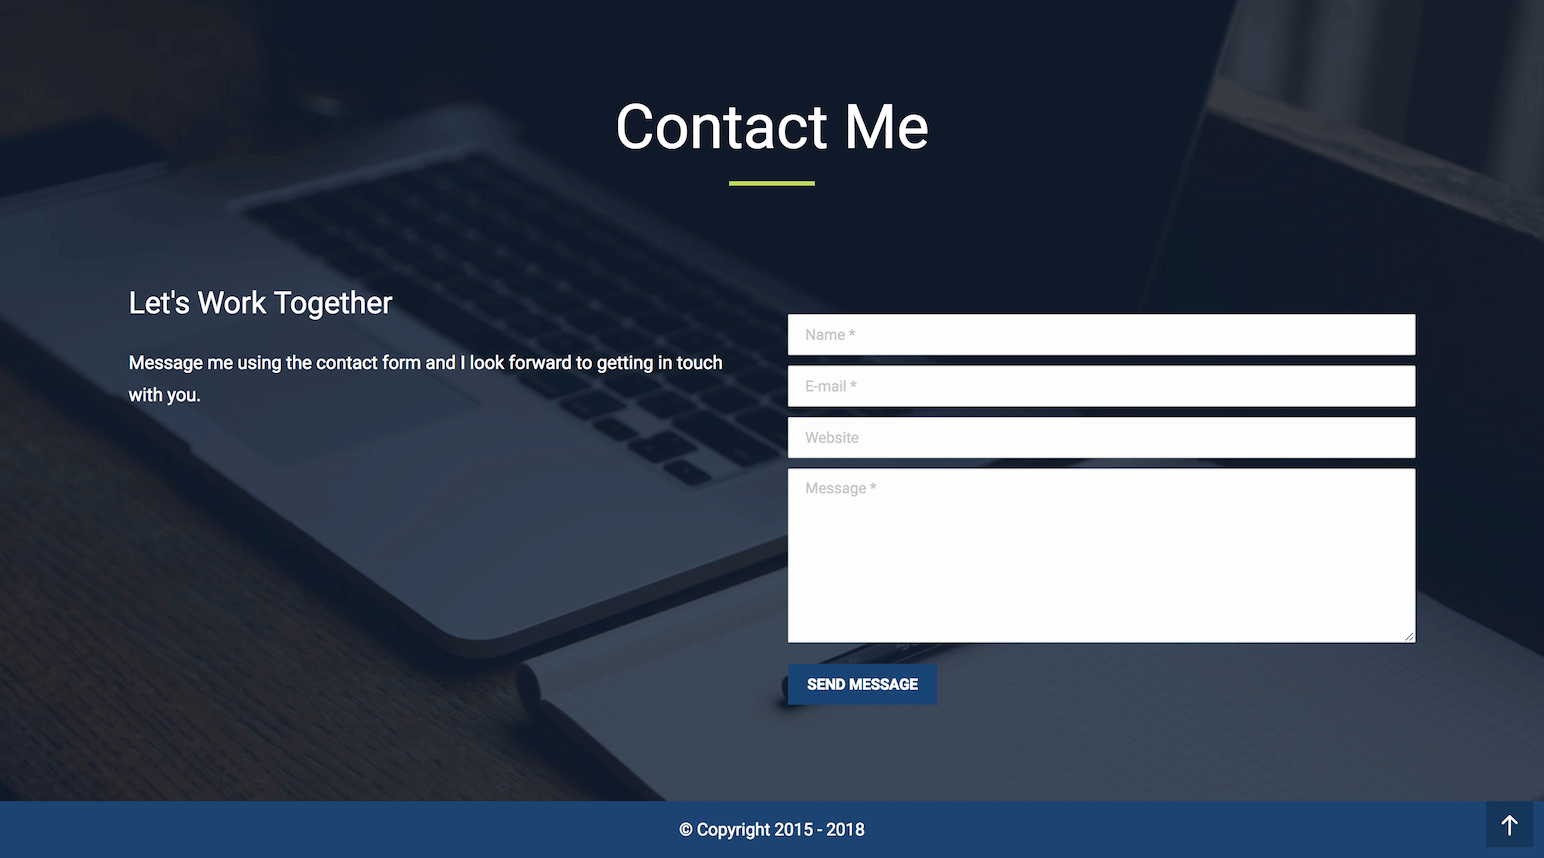 Contact Me
Let's Work Together
Message me using the contact form and I look forward to getting in touch
with you.
Name *
E-mail *
Website
Message *
SEND MESSAGE
© Copyright 2015 - 2018